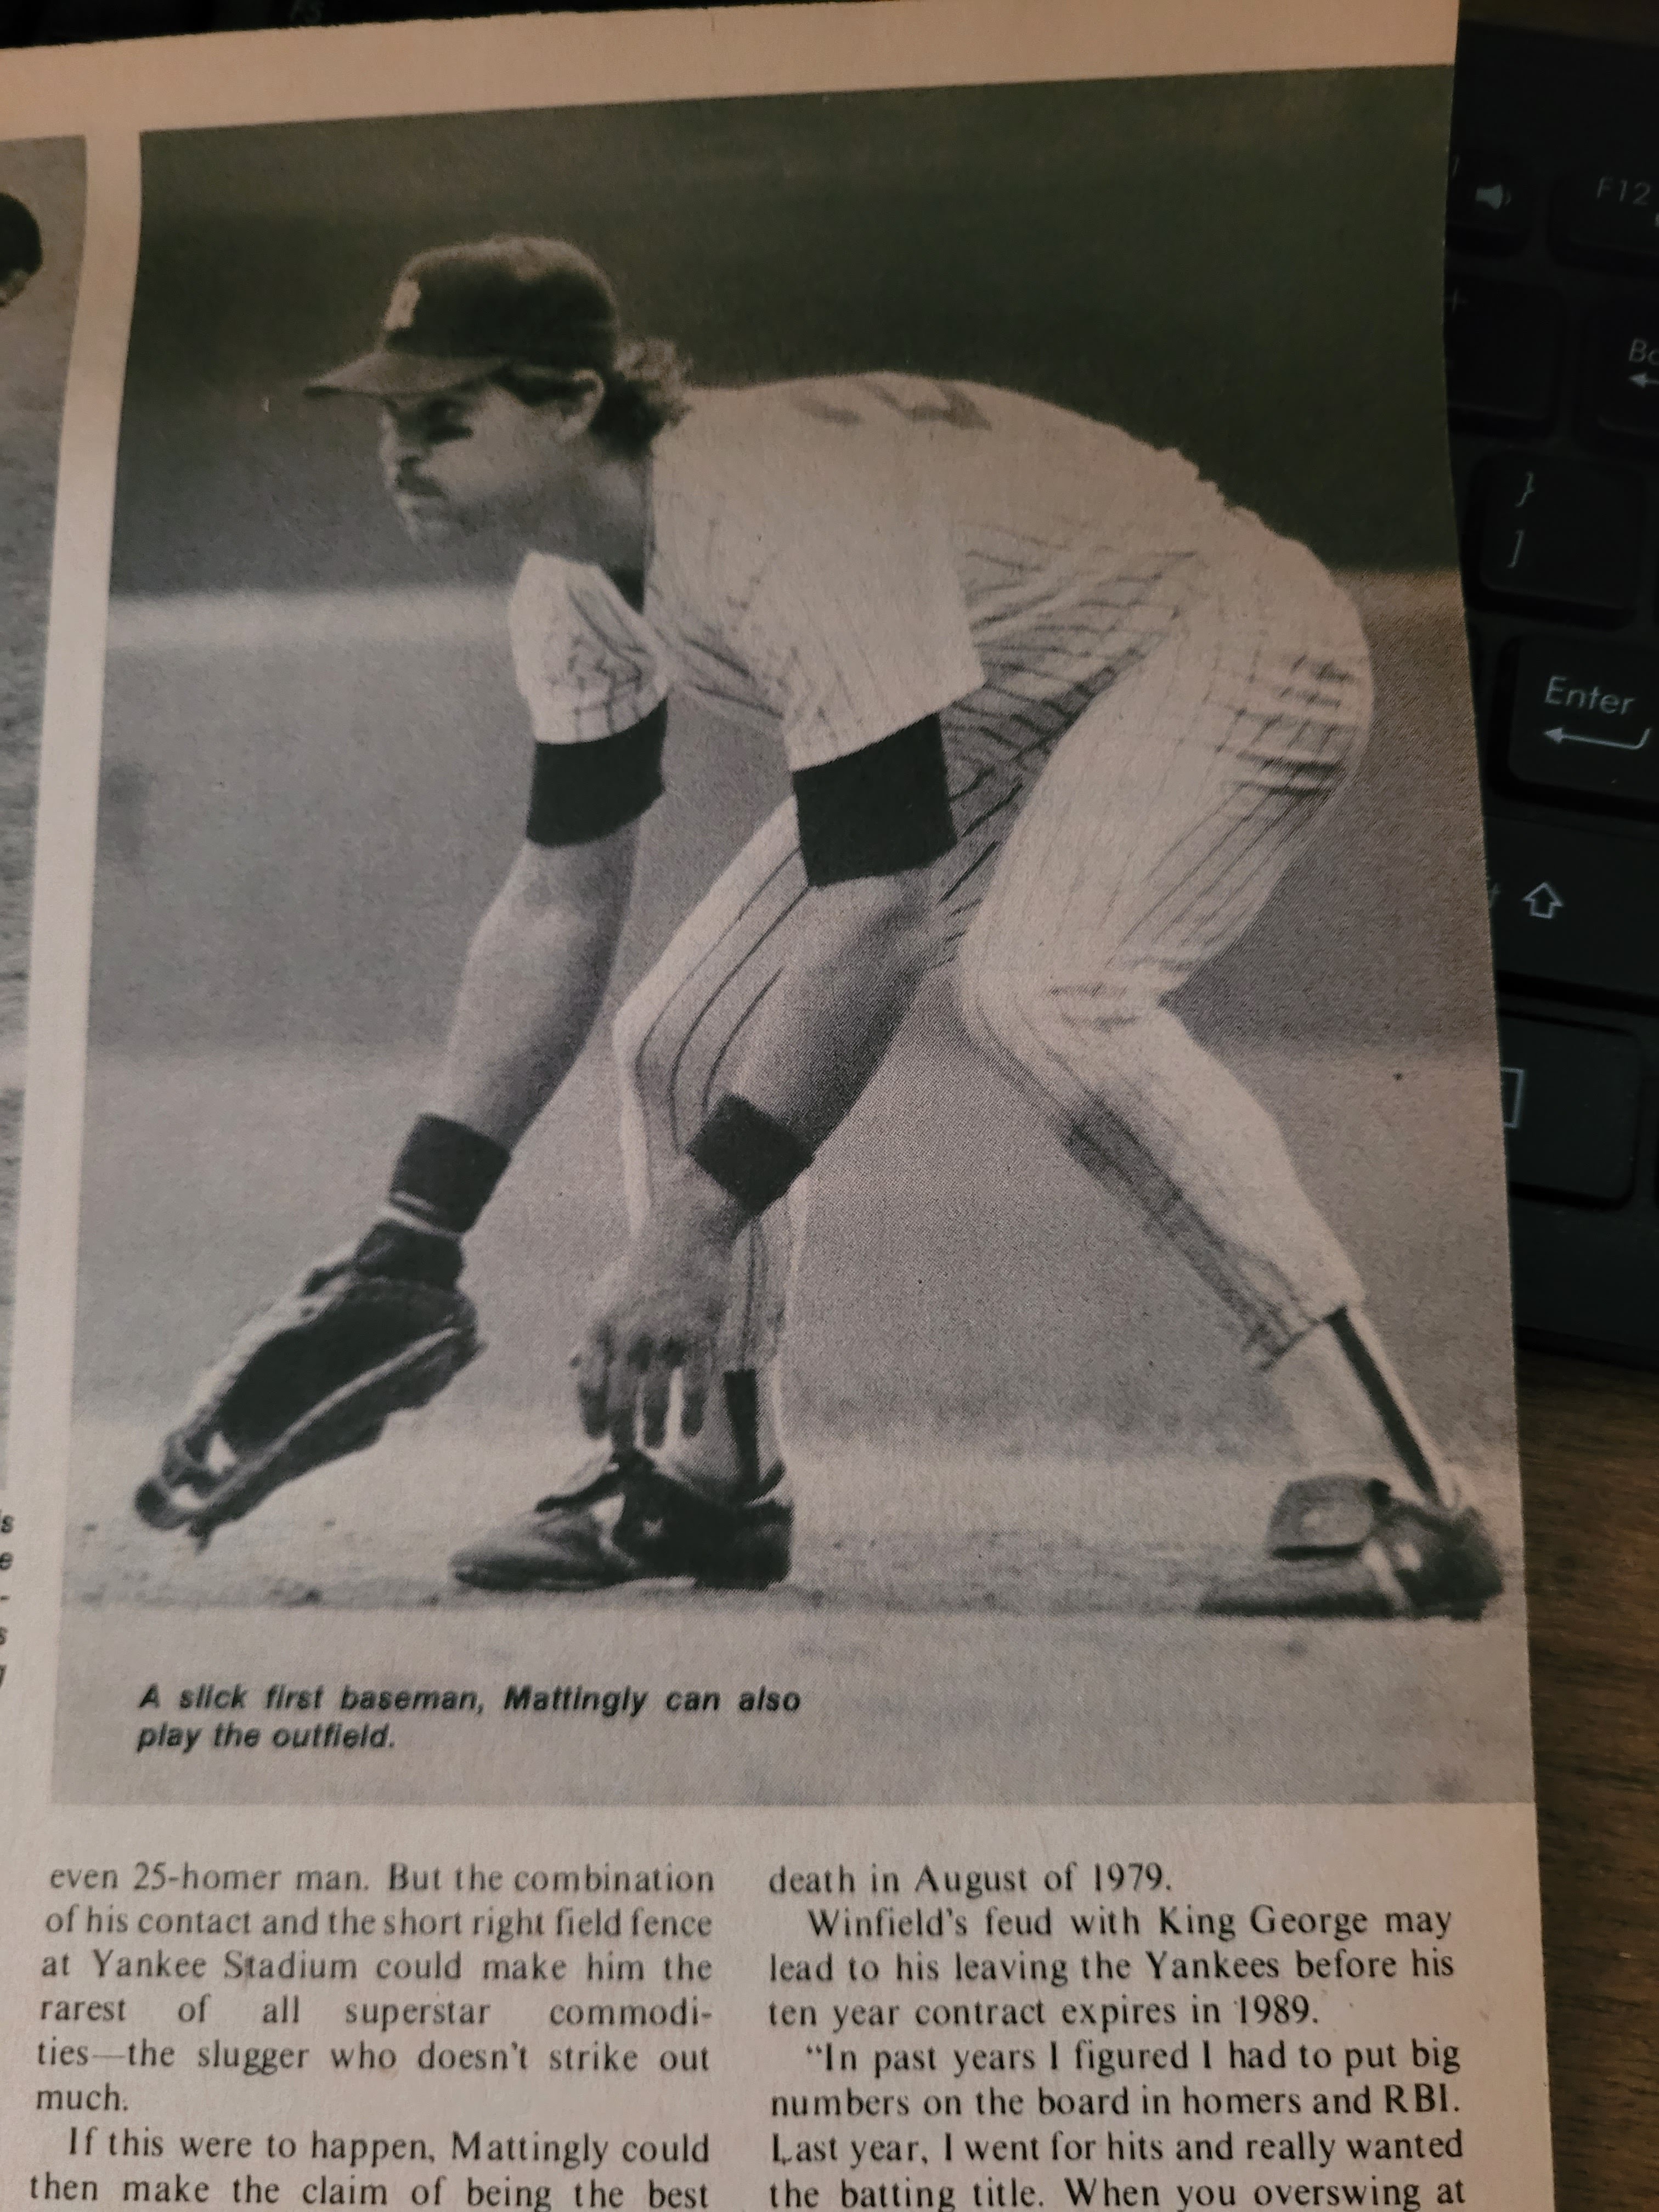 F5
F12
}
]
Enter
s
e
-
s
A slick first baseman, Mattingly can also
play the outfield.
even 25-homer man. But the combination
of his contact and the short right field fence
at Yankee Stadium could make him the
rarest of all superstar commodi-
ties—the slugger who doesn't strike out
much.
If this were to happen, Mattingly could
then make the claim of being the best
death in August of 1979.
Winfield's feud with King George may
lead to his leaving the Yankees before his
ten year contract expires in 1989.
“In past years I figured I had to put big
numbers on the board in homers and RBI.
Last year, I went for hits and really wanted
the batting title. When you overswing at